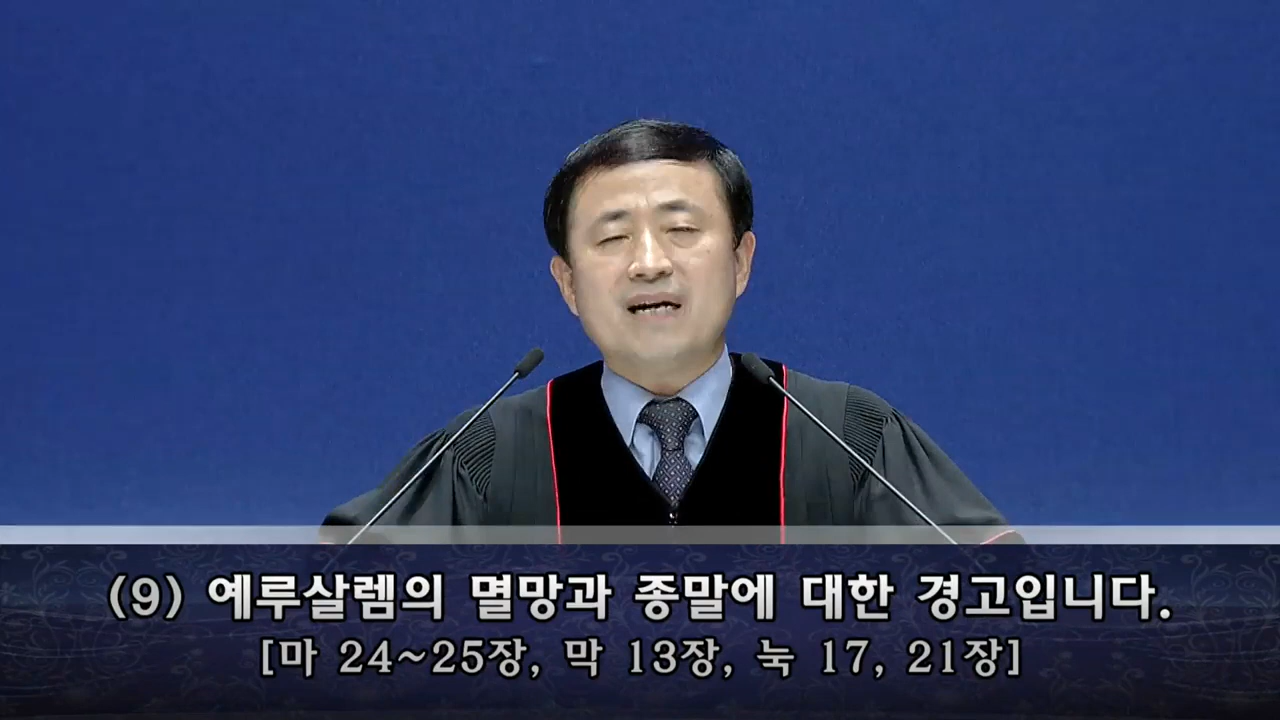 (9) 예루살렘의 멸망과 종말에 대한 경고입니다.
[마 24~25장, 막 13장, 눅 17, 21장]